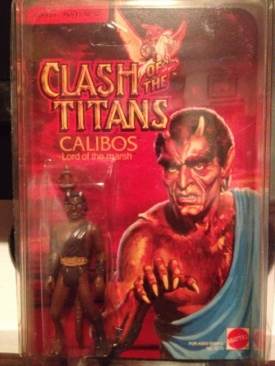 CLASH
OF
THE
TITANS
CALIBOS
Lord of the marsh
MATTEL